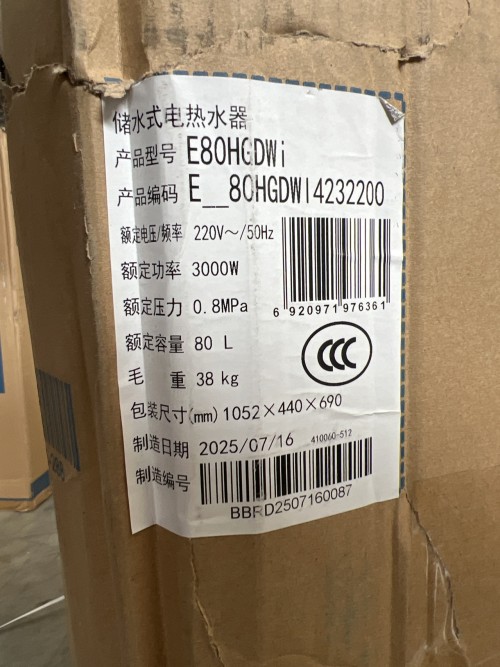 储水式电热水器
产品型号 E80HGDWi
产品编码 E__80HGDWI4232200
额定电压/频率 220V～/50Hz
额定功率 3000W
额定压力 0.8MPa
6 920971 976361
额定容量 80 L
CCC
毛 重 38 kg
包装尺寸(mm) 1052×440×690
制造日期 2025/07/16 410060-512
制造编号
BBRD2507160087